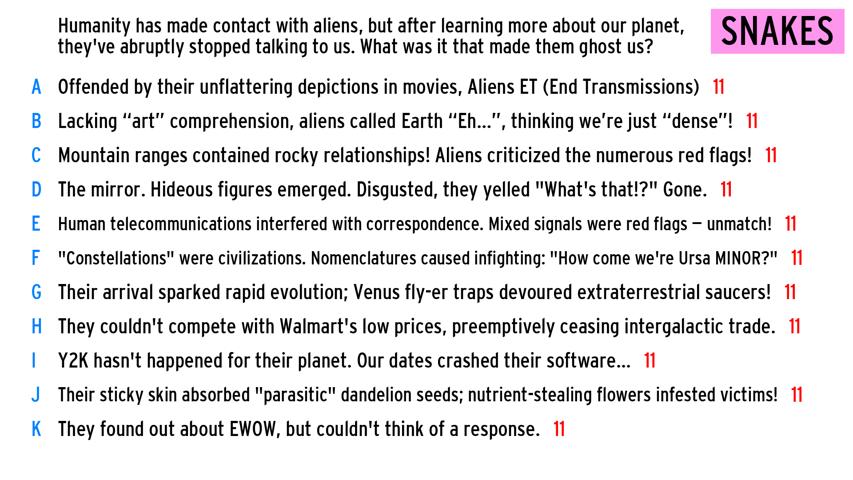 Humanity has made contact with aliens, but after learning more about our planet,
they've abruptly stopped talking to us. What was it that made them ghost us?
SNAKES
A Offended by their unflattering depictions in movies, Aliens ET (End Transmissions) 11
B Lacking “art” comprehension, aliens called Earth “Eh...”, thinking we’re just “dense”! 11
C Mountain ranges contained rocky relationships! Aliens criticized the numerous red flags! 11
D The mirror. Hideous figures emerged. Disgusted, they yelled "What's that!?" Gone. 11
E Human telecommunications interfered with correspondence. Mixed signals were red flags – unmatch! 11
F "Constellations" were civilizations. Nomenclatures caused infighting: "How come we're Ursa MINOR?" 11
G Their arrival sparked rapid evolution; Venus fly-er traps devoured extraterrestrial saucers! 11
H They couldn't compete with Walmart's low prices, preemptively ceasing intergalactic trade. 11
I Y2K hasn't happened for their planet. Our dates crashed their software... 11
J Their sticky skin absorbed "parasitic" dandelion seeds; nutrient-stealing flowers infested victims! 11
K They found out about EWOW, but couldn't think of a response. 11